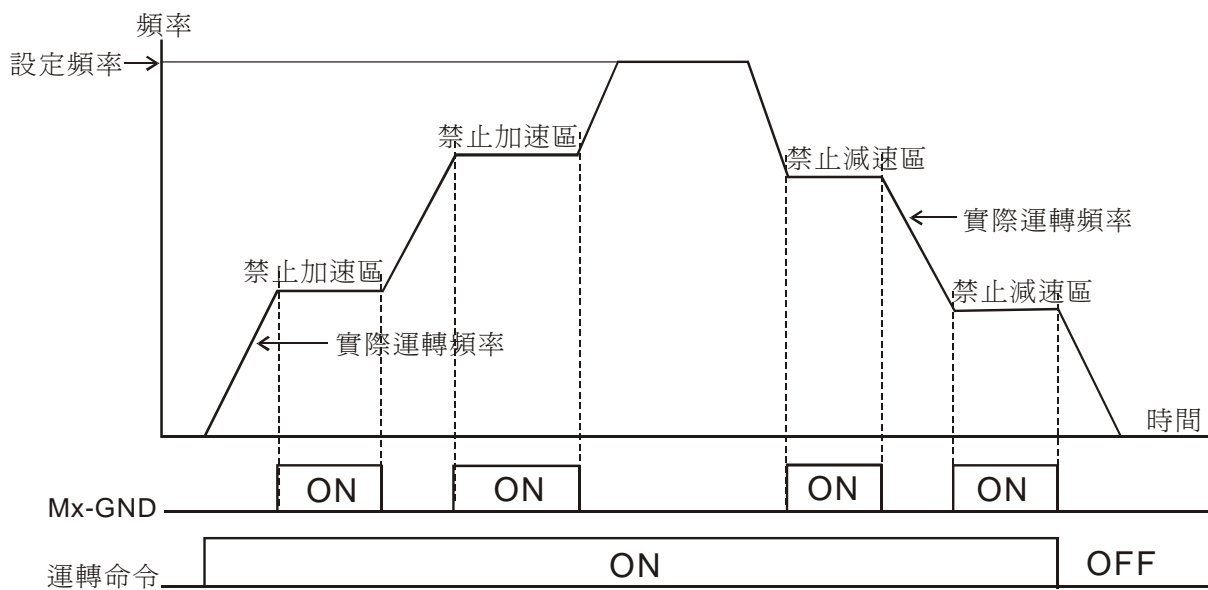 頻率
設定頻率
禁止加速區
禁止減速區
實際運轉頻率
禁止加速區
禁止減速區
實際運轉頻率
時間
Mx-GND
ON
ON
ON
ON
運轉命令
ON
OFF